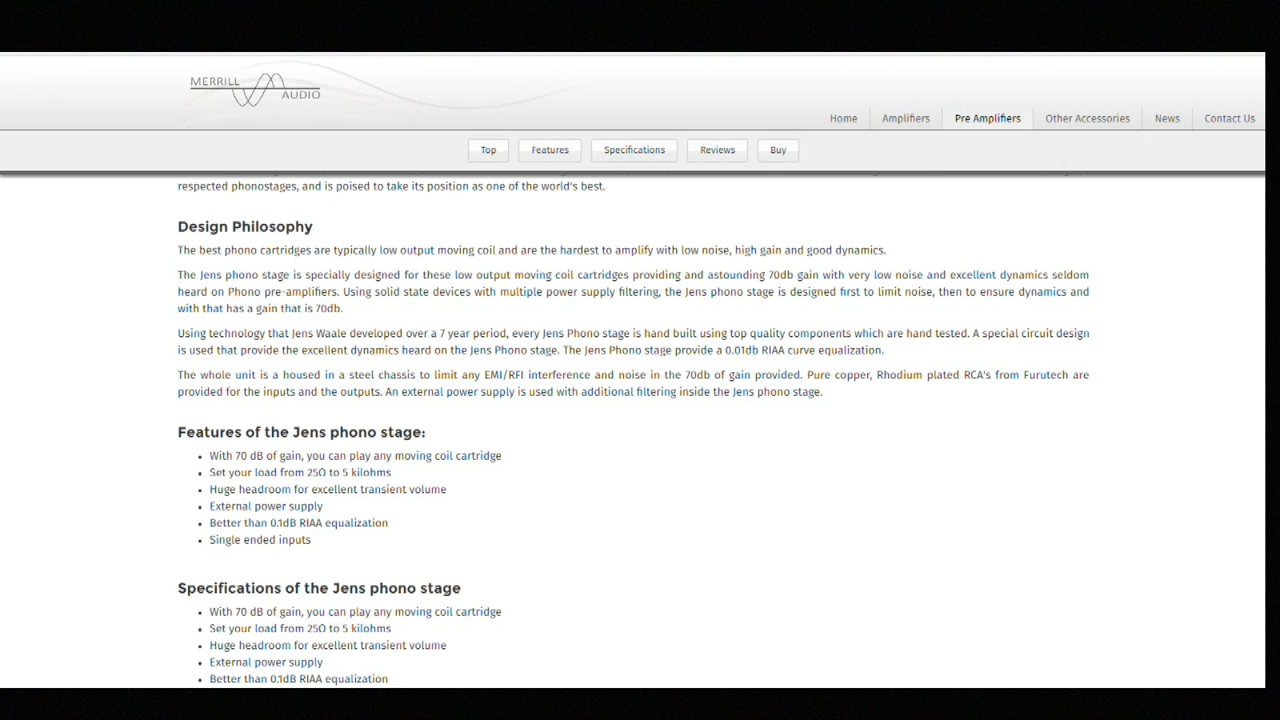 MERRILL
AUDIO
Home Amplifiers Pre Amplifiers Other Accessories News Contact Us
Top Features Specifications Reviews Buy
respected phonostages, and is poised to take its position as one of the world's best.
Design Philosophy
The best phono cartridges are typically low output moving coil and are the hardest to amplify with low noise, high gain and good dynamics.
The Jens phono stage is specially designed for these low output moving coil cartridges providing and astounding 70db gain with very low noise and excellent dynamics seldom
heard on Phono pre-amplifiers. Using solid state devices with multiple power supply filtering, the Jens phono stage is designed first to limit noise, then to ensure dynamics and
with that has a gain that is 70db.
Using technology that Jens Waale developed over a 7 year period, every Jens Phono stage is hand built using top quality components which are hand tested. A special circuit design
is used that provide the excellent dynamics heard on the Jens Phono stage. The Jens Phono stage provide a 0.01db RIAA curve equalization.
The whole unit is a housed in a steel chassis to limit any EMI/RFI interference and noise in the 70db of gain provided. Pure copper, Rhodium plated RCA's from Furutech are
provided for the inputs and the outputs. An external power supply is used with additional filtering inside the Jens phono stage.
Features of the Jens phono stage:
• With 70 dB of gain, you can play any moving coil cartridge
• Set your load from 25Ω to 5 kilohms
• Huge headroom for excellent transient volume
• External power supply
• Better than 0.1dB RIAA equalization
• Single ended inputs
Specifications of the Jens phono stage
• With 70 dB of gain, you can play any moving coil cartridge
• Set your load from 25Ω to 5 kilohms
• Huge headroom for excellent transient volume
• External power supply
• Better than 0.1dB RIAA equalization